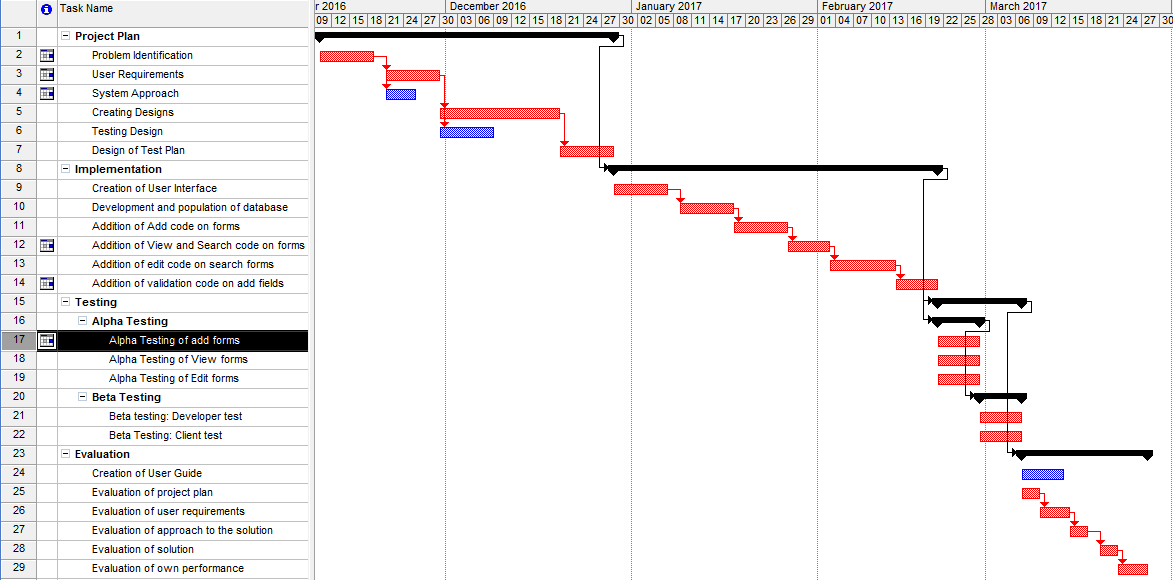 Task Name r 2016 December 2016 January 2017 February 2017 March 2017
09 12 15 18 21 24 27 30 03 06 09 12 15 18 21 24 27 30 02 05 08 11 14 17 20 23 26 29 01 04 07 10 13 16 19 22 25 28 03 06 09 12 15 18 21 24 27 30
1 Project Plan
2 Problem Identification
3 User Requirements
4 System Approach
5 Creating Designs
6 Testing Design
7 Design of Test Plan
8 Implementation
9 Creation of User Interface
10 Development and population of database
11 Addition of Add code on forms
12 Addition of View and Search code on forms
13 Addition of edit code on search forms
14 Addition of validation code on add fields
15 Testing
16 Alpha Testing
17 Alpha Testing of add forms
18 Alpha Testing of View forms
19 Alpha Testing of Edit forms
20 Beta Testing
21 Beta testing: Developer test
22 Beta Testing: Client test
23 Evaluation
24 Creation of User Guide
25 Evaluation of project plan
26 Evaluation of user requirements
27 Evaluation of approach to the solution
28 Evaluation of solution
29 Evaluation of own performance